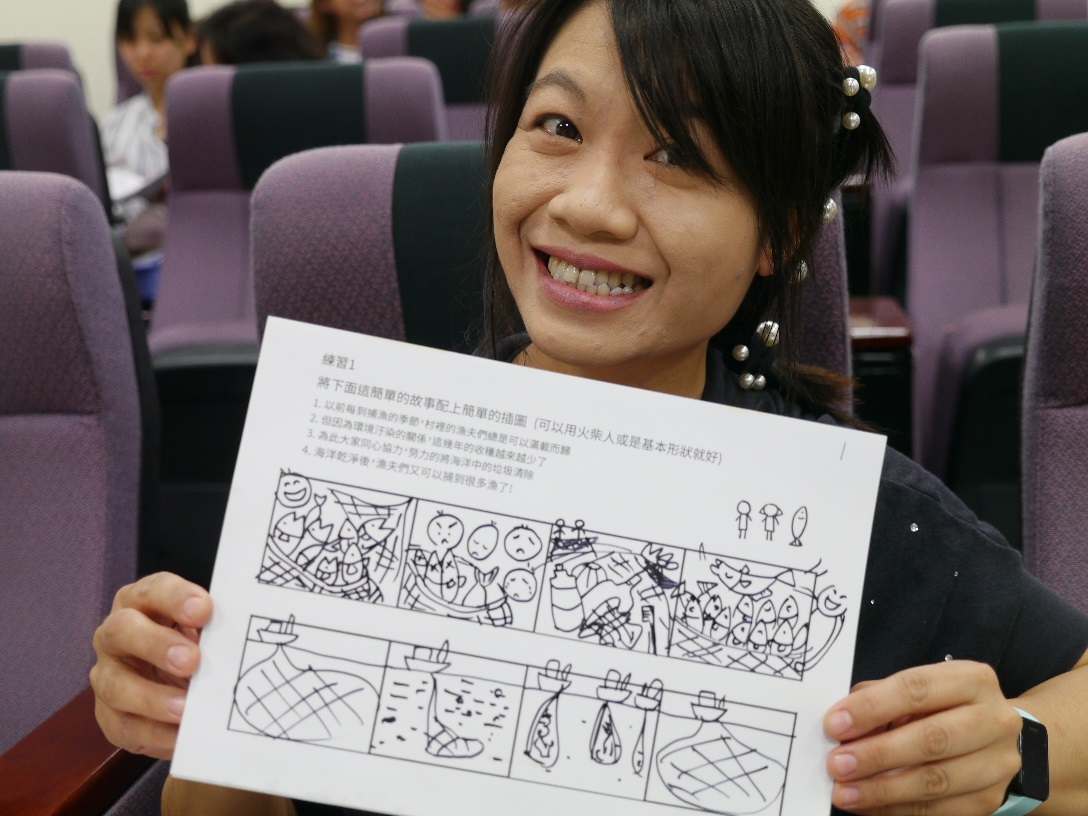 練習1
將下面這簡單的故事配上簡單的插圖 (可以用火柴人或是基本形狀就好)
1. 以前每到捕漁的季節,村裡的漁夫們總是可以滿載而歸
2. 但因為環境汙染的關係,這幾年的收穫越來越少了
3. 為此大家同心協力,努力的將海洋中的垃圾清除
4. 海洋乾淨後,漁夫們又可以捕到很多漁了!